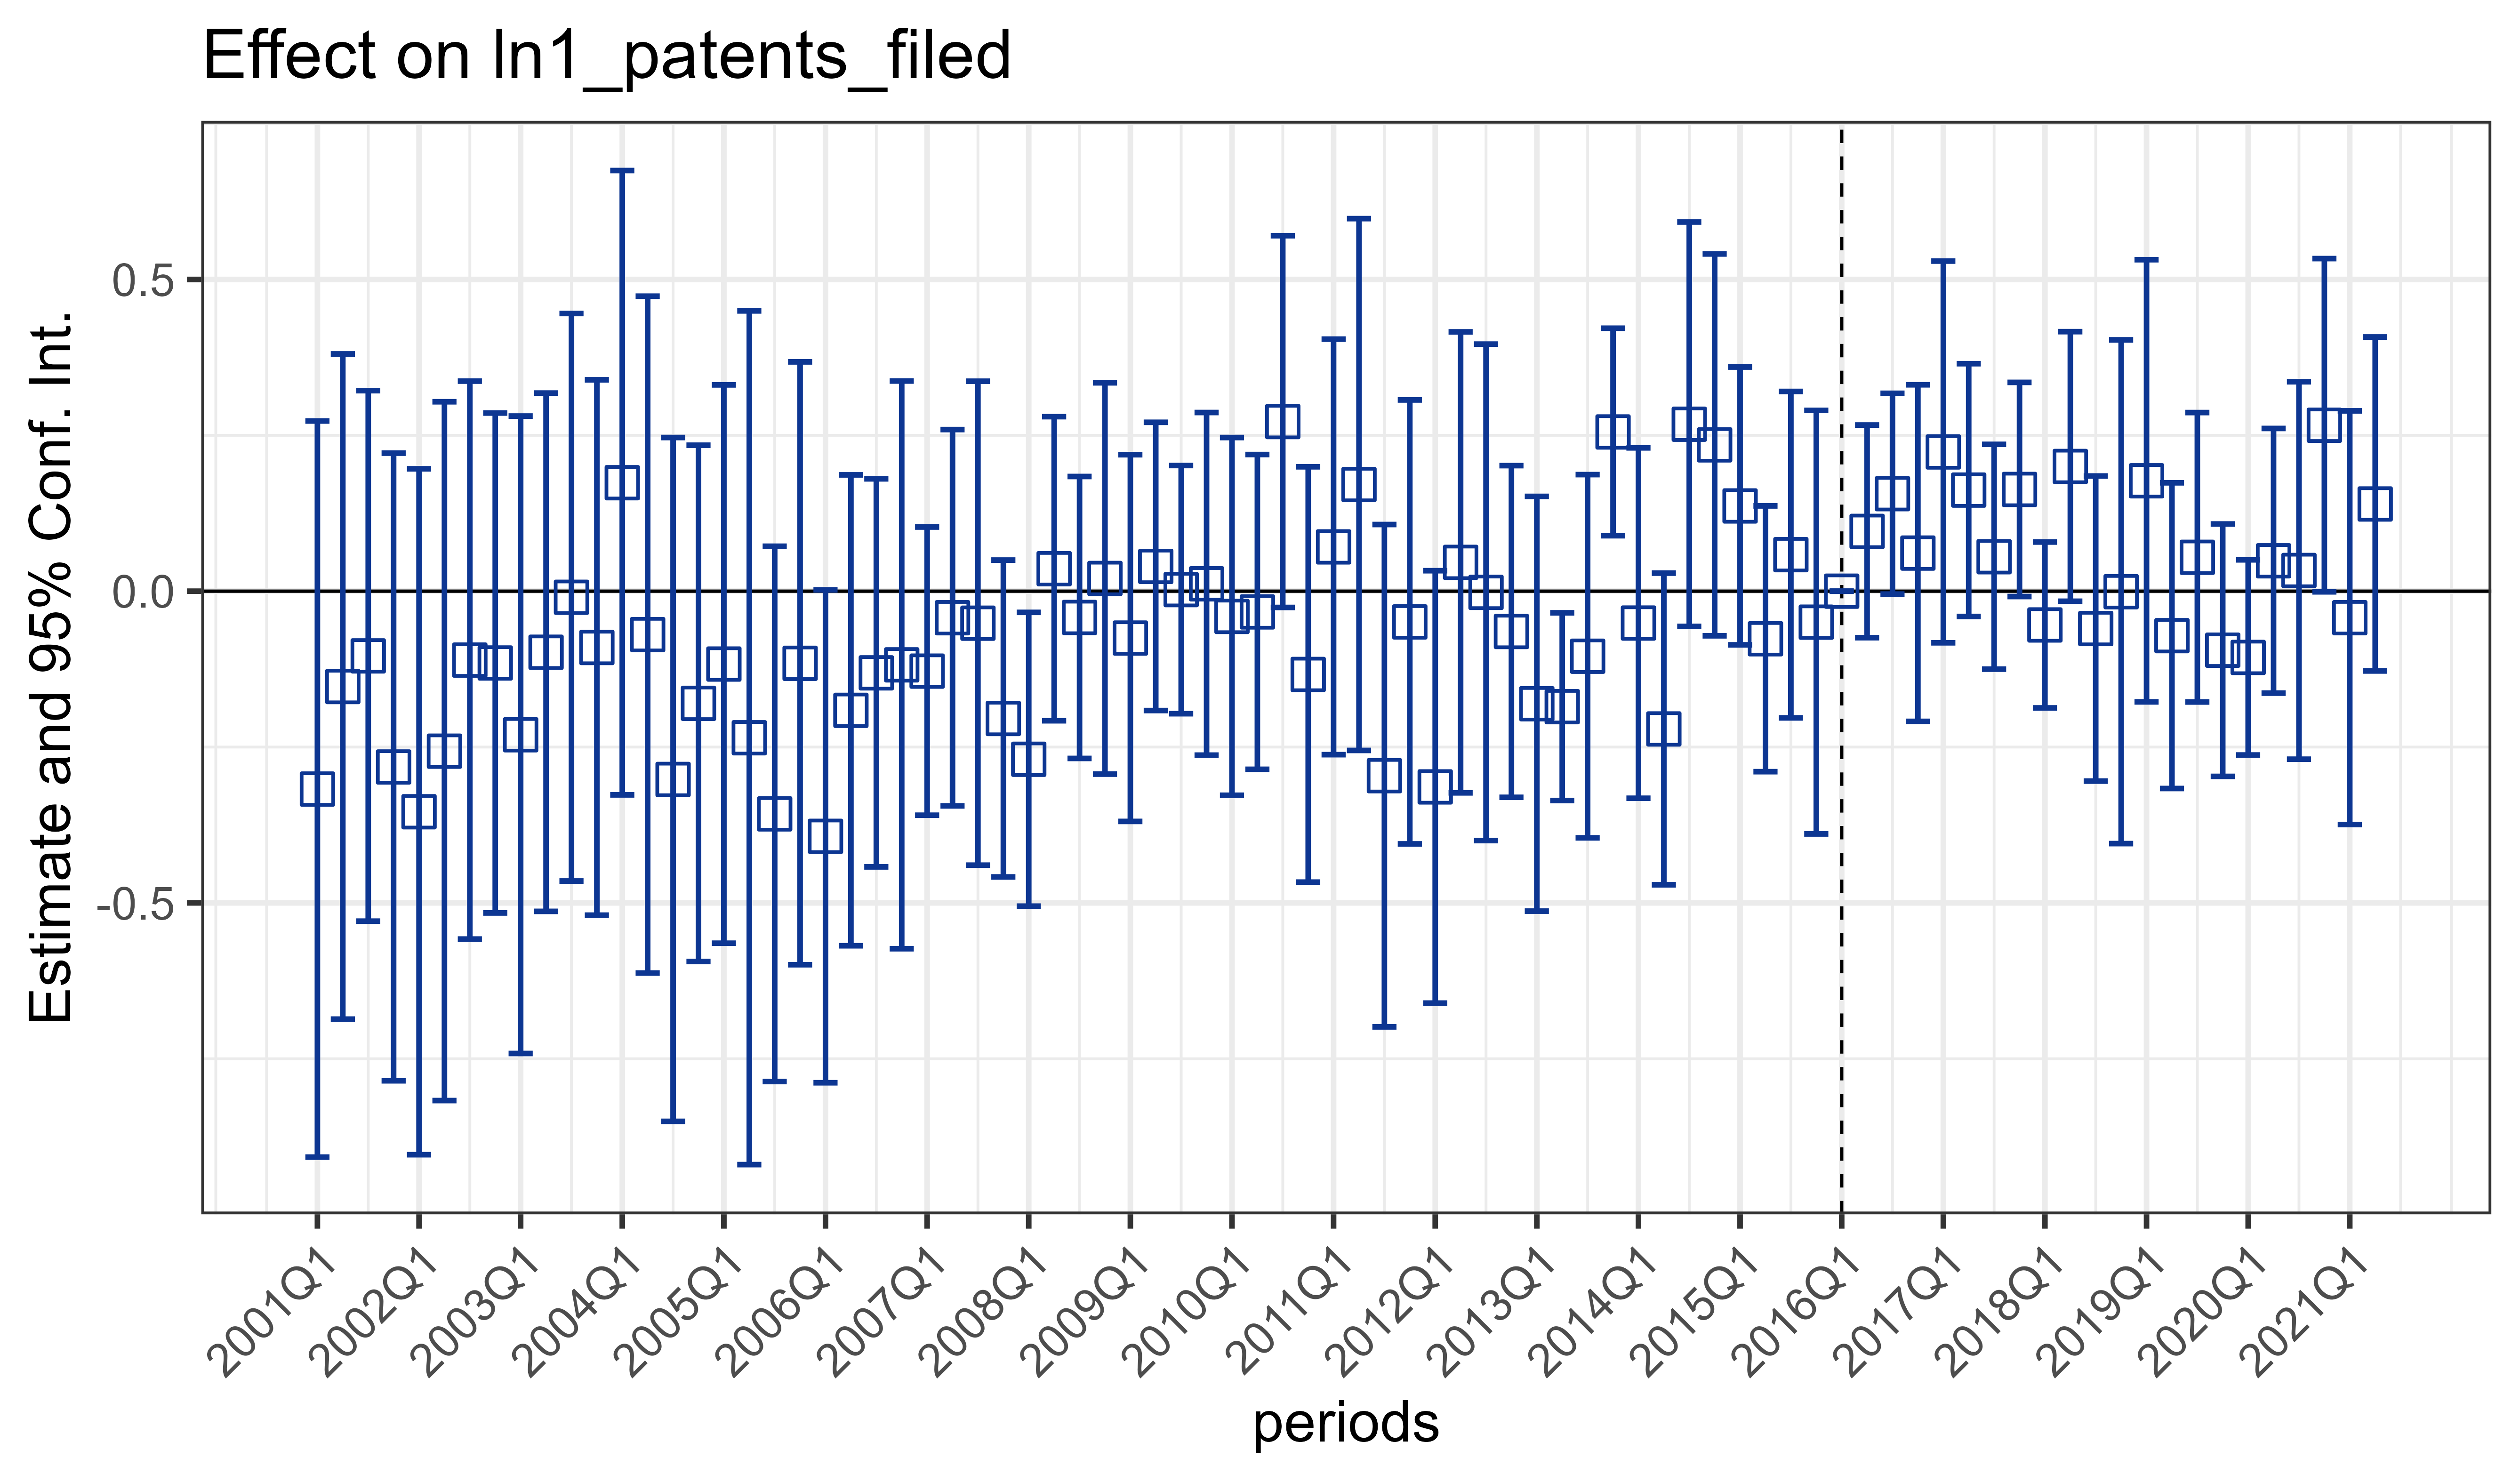 Effect on ln1_patents_filed
Estimate and 95% Conf. Int.
0.5
0.0
-0.5
2001Q1
2002Q1
2003Q1
2004Q1
2005Q1
2006Q1
2007Q1
2008Q1
2009Q1
2010Q1
2011Q1
2012Q1
2013Q1
2014Q1
2015Q1
2016Q1
2017Q1
2018Q1
2019Q1
2020Q1
2021Q1
periods